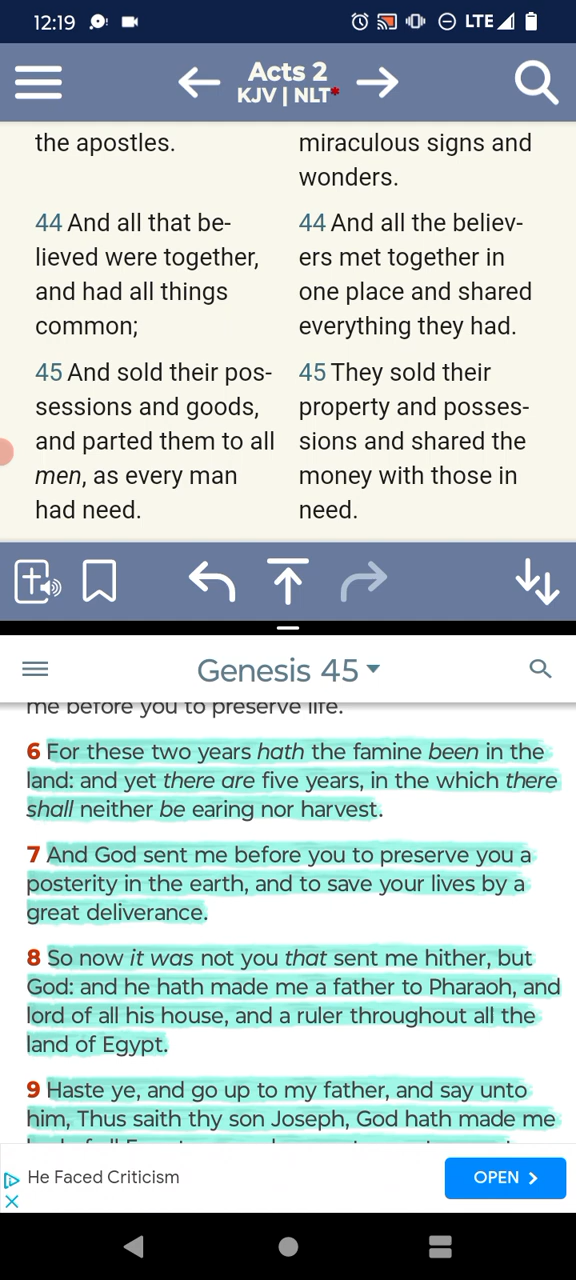 12:19
LTE
Acts 2
KJV | NLT*
the apostles.
44 And all that be-
lieved were together,
and had all things
common;
45 And sold their pos-
sessions and goods,
and parted them to all
men, as every man
had need.
miraculous signs and
wonders.
44 And all the believ-
ers met together in
one place and shared
everything they had.
45 They sold their
property and posses-
sions and shared the
money with those in
need.
Genesis 45
me before you to preserve life.
6 For these two years hath the famine been in the
land: and yet there are five years, in the which there
shall neither be earing nor harvest.
7 And God sent me before you to preserve you a
posterity in the earth, and to save your lives by a
great deliverance.
8 So now it was not you that sent me hither, but
God: and he hath made me a father to Pharaoh, and
lord of all his house, and a ruler throughout all the
land of Egypt.
9 Haste ye, and go up to my father, and say unto
him, Thus saith thy son Joseph, God hath made me
He Faced Criticism
OPEN